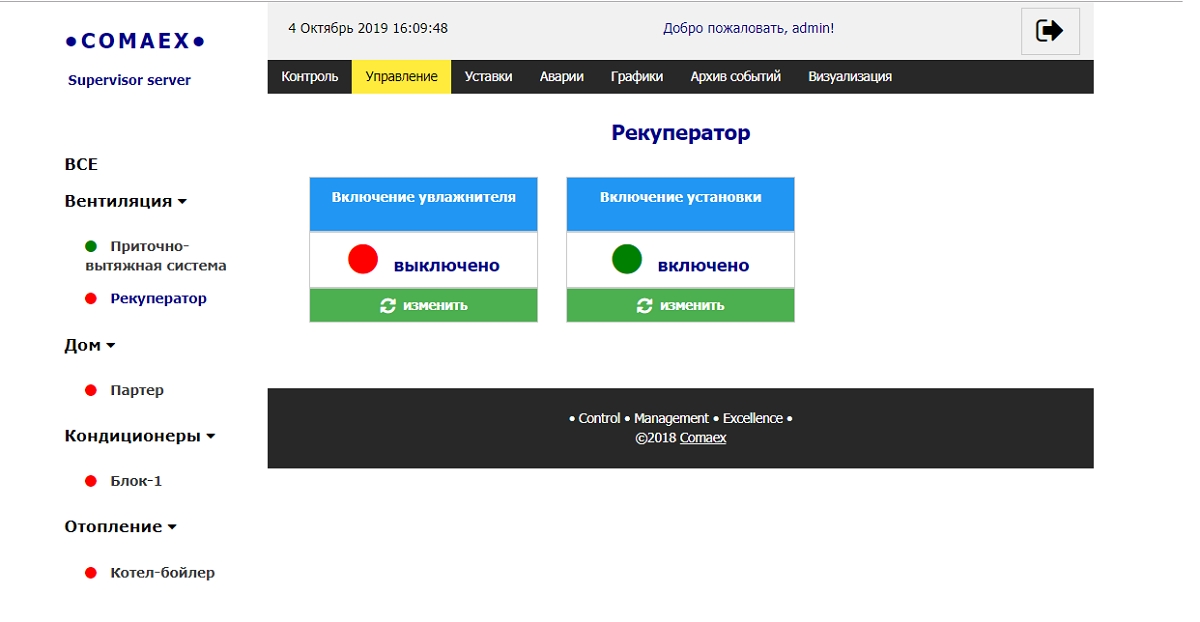 •COMAEX•
Supervisor server
ВСЕ
Вентиляция
Приточно-
вытяжная система
Рекуператор
Дом
Партер
Кондиционеры
Блок-1
Отопление
Котел-бойлер
4 Октябрь 2019 16:09:48
Добро пожаловать, admin!
Контроль Управление Уставки Аварии Графики Архив событий Визуализация
Рекуператор
Включение увлажнителя
выключено
изменить
Включение установки
включено
изменить
• Control • Management • Excellence •
©2018 Comaex